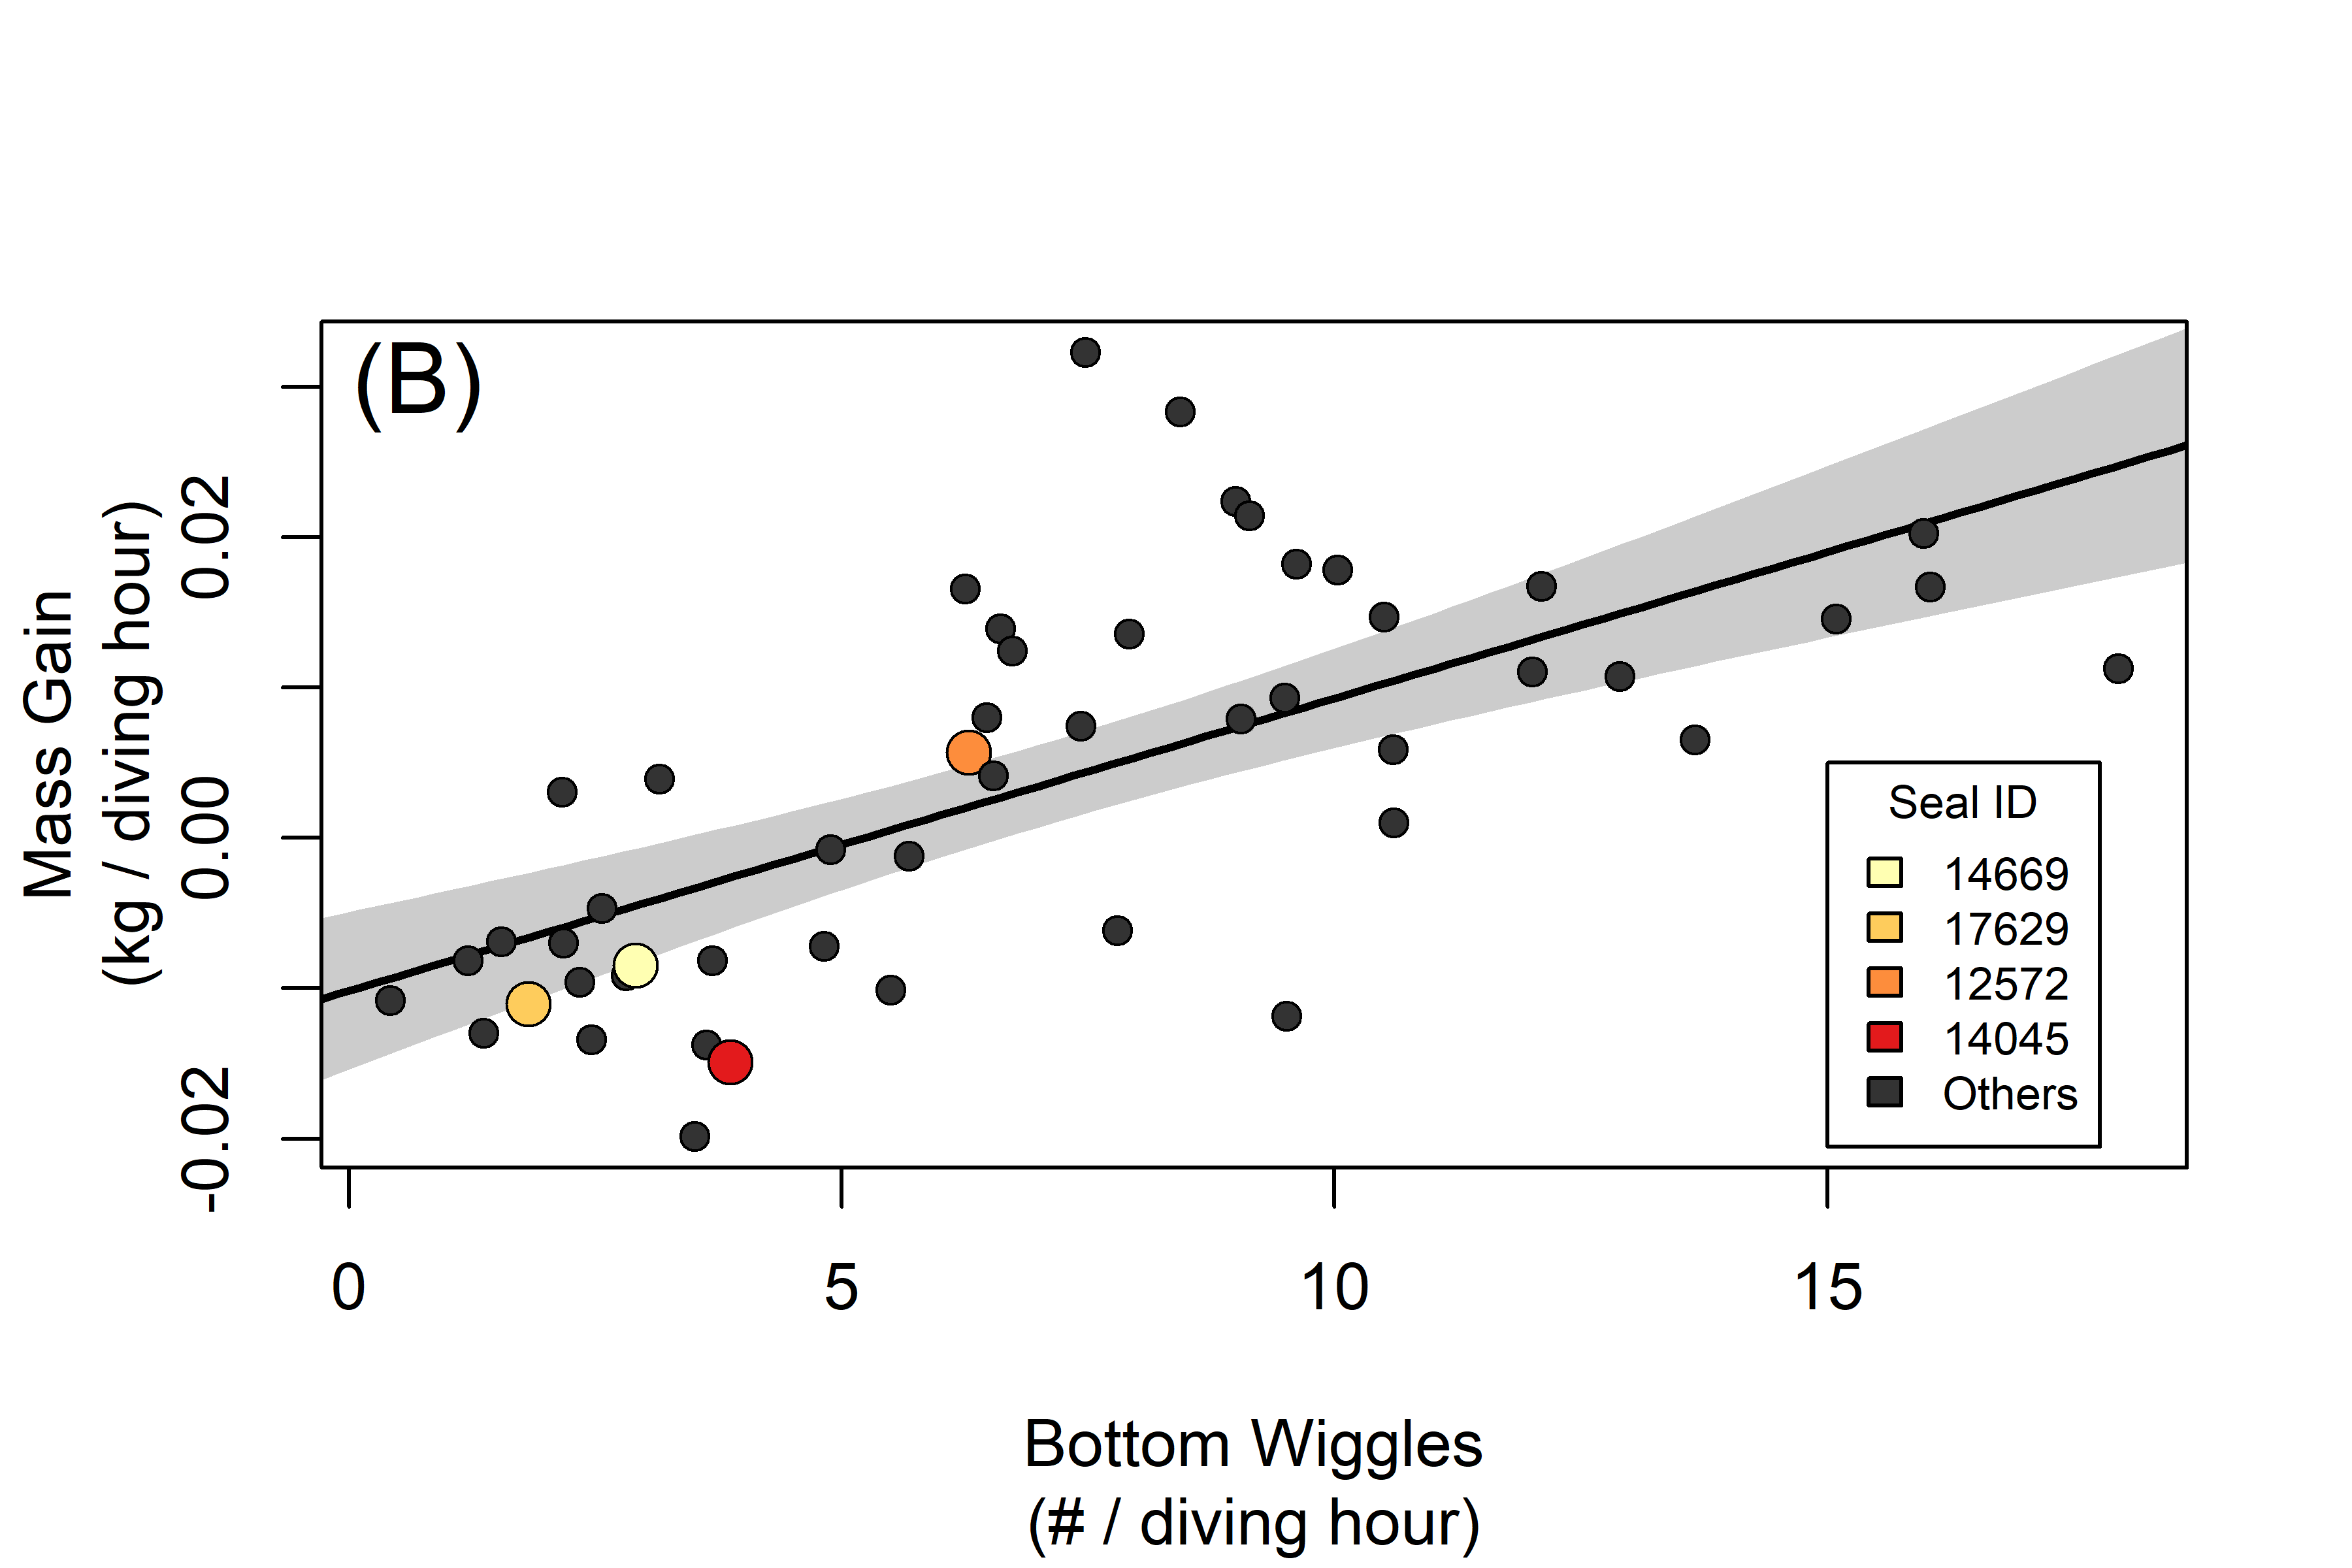 (B)
Mass Gain
(kg / diving hour)
0.02
0.00
-0.02
Seal ID
14669
17629
12572
14045
Others
0 5 10 15
Bottom Wiggles
(# / diving hour)